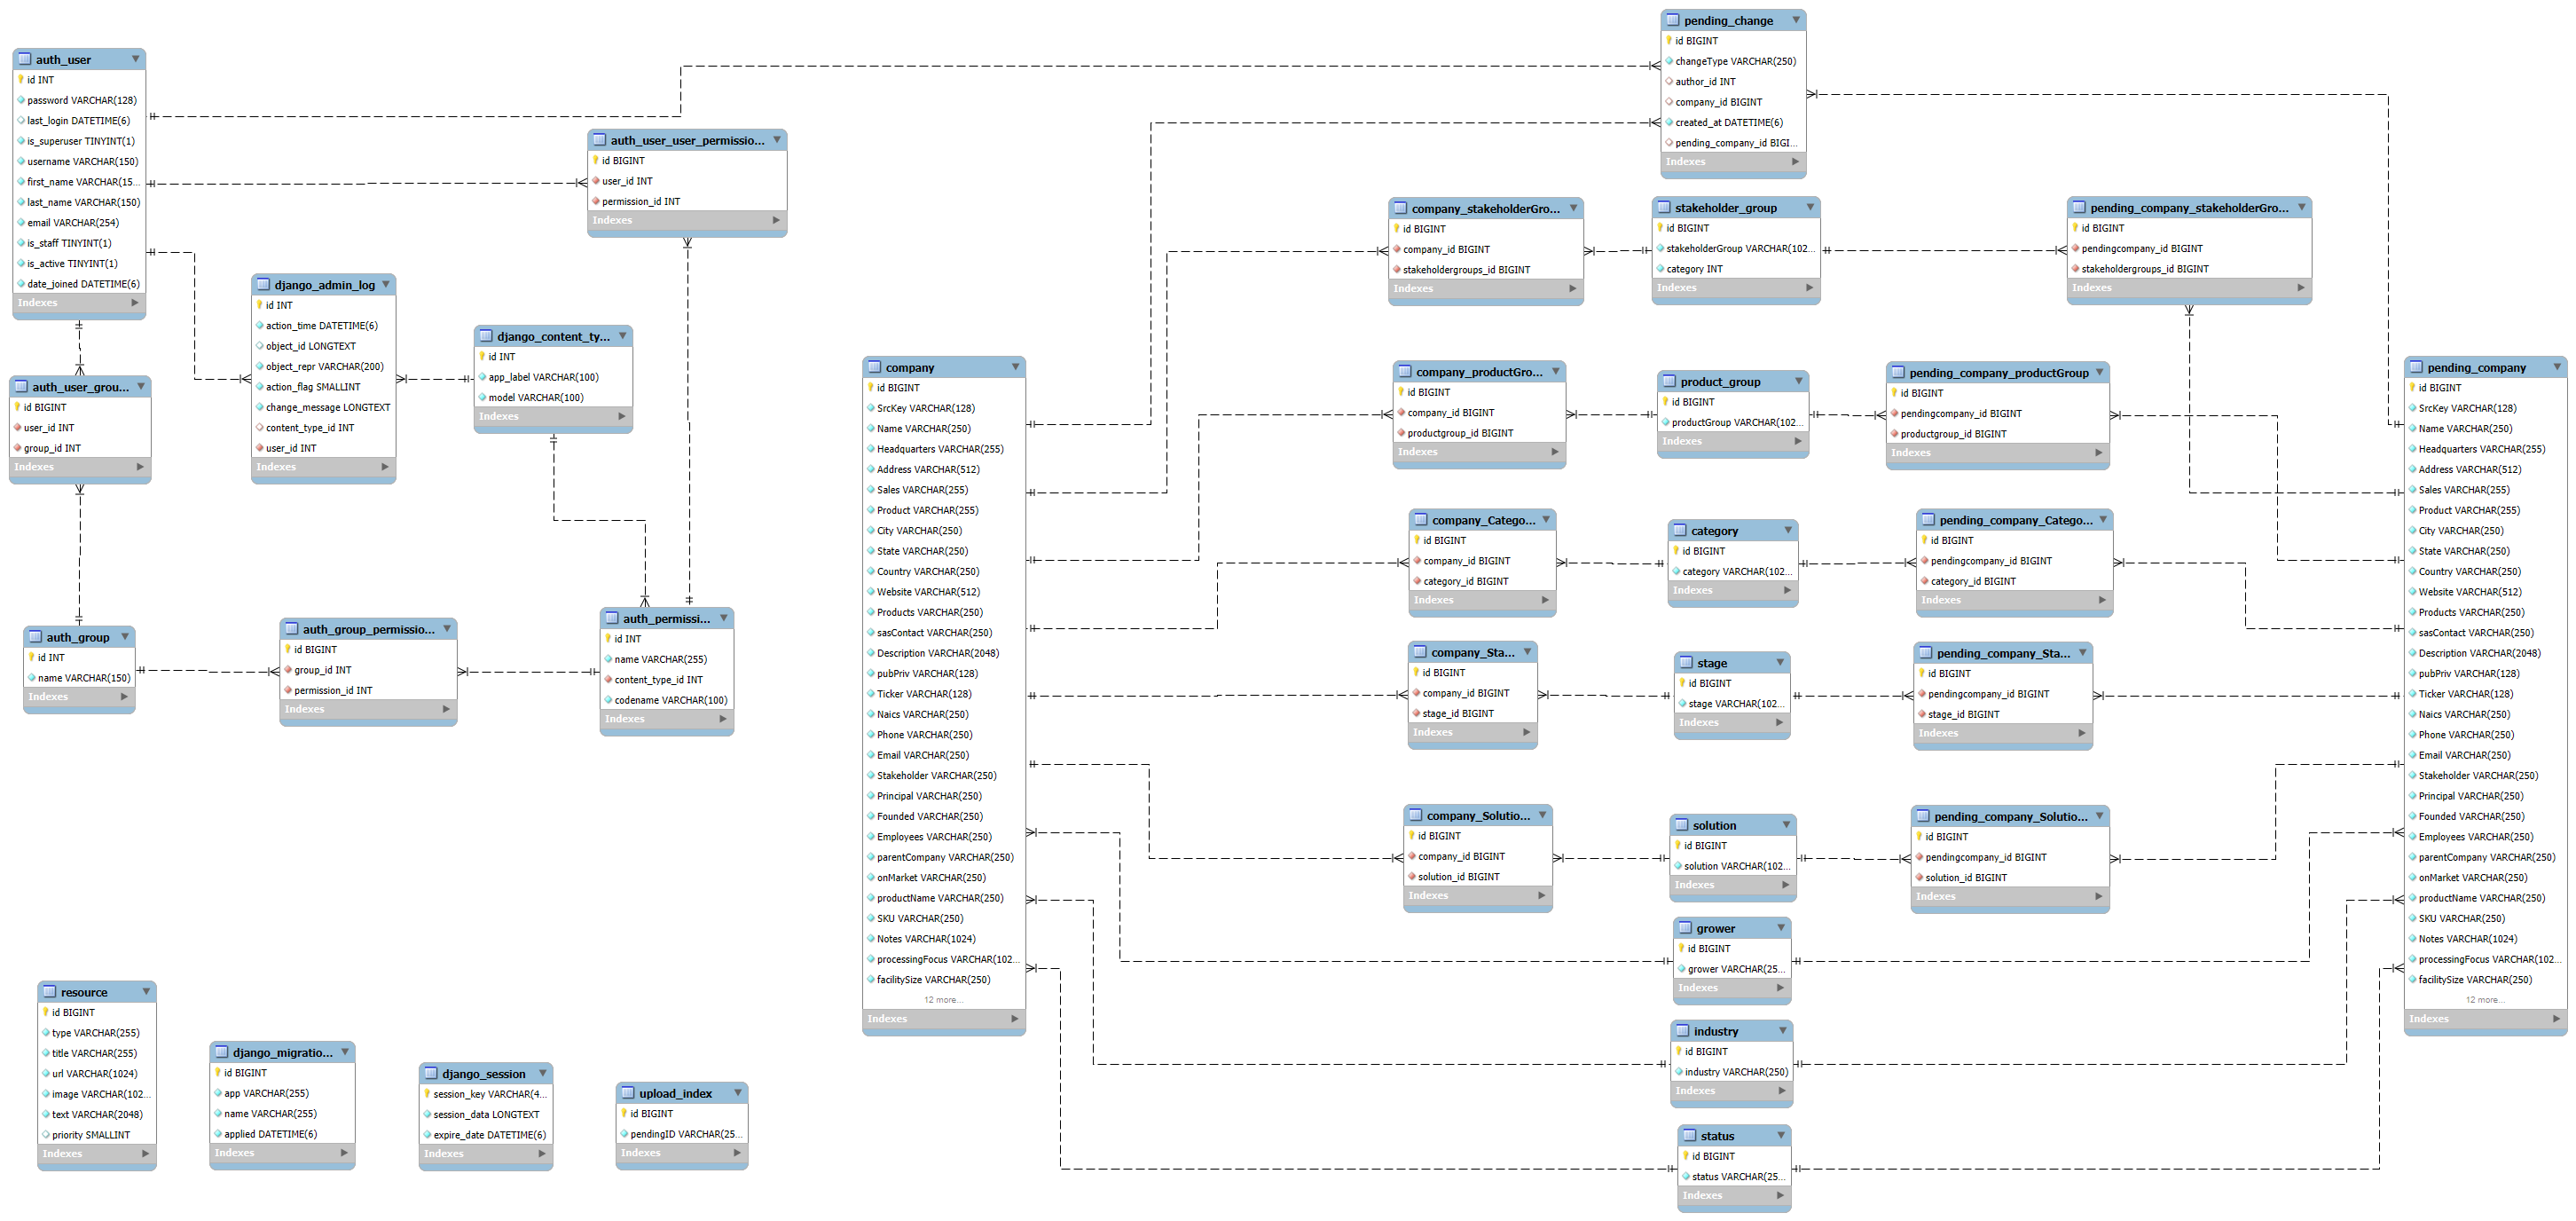 auth_user
id INT
password VARCHAR(128)
last_login DATETIME(6)
is_superuser TINYINT(1)
username VARCHAR(150)
first_name VARCHAR(15...
last_name VARCHAR(150)
email VARCHAR(254)
is_staff TINYINT(1)
is_active TINYINT(1)
date_joined DATETIME(6)
Indexes
auth_user_user_permissio...
id BIGINT
user_id INT
permission_id INT
Indexes
django_admin_log
id INT
action_time DATETIME(6)
object_id LONGTEXT
object_repr VARCHAR(200)
action_flag SMALLINT
change_message LONGTEXT
content_type_id INT
user_id INT
Indexes
django_content_ty...
id INT
app_label VARCHAR(100)
model VARCHAR(100)
Indexes
auth_user_grou...
id BIGINT
user_id INT
group_id INT
Indexes
auth_group
id INT
name VARCHAR(150)
Indexes
auth_group_permissio...
id BIGINT
group_id INT
permission_id INT
Indexes
auth_permissi...
id INT
name VARCHAR(255)
content_type_id INT
codename VARCHAR(100)
Indexes
resource
id BIGINT
type VARCHAR(255)
title VARCHAR(255)
url VARCHAR(1024)
image VARCHAR(102...
text VARCHAR(2048)
priority SMALLINT
Indexes
django_migratio...
id BIGINT
app VARCHAR(255)
name VARCHAR(255)
applied DATETIME(6)
Indexes
django_session
session_key VARCHAR(4...
session_data LONGTEXT
expire_date DATETIME(6)
Indexes
upload_index
id BIGINT
pendingID VARCHAR(25...
Indexes
company
id BIGINT
SrcKey VARCHAR(128)
Name VARCHAR(250)
Headquarters VARCHAR(255)
Address VARCHAR(512)
Sales VARCHAR(255)
Product VARCHAR(255)
City VARCHAR(250)
State VARCHAR(250)
Country VARCHAR(250)
Website VARCHAR(512)
Products VARCHAR(250)
sasContact VARCHAR(250)
Description VARCHAR(2048)
pubPriv VARCHAR(128)
Ticker VARCHAR(128)
Naics VARCHAR(250)
Phone VARCHAR(250)
Email VARCHAR(250)
Stakeholder VARCHAR(250)
Principal VARCHAR(250)
Founded VARCHAR(250)
Employees VARCHAR(250)
parentCompany VARCHAR(250)
onMarket VARCHAR(250)
productName VARCHAR(250)
SKU VARCHAR(250)
Notes VARCHAR(1024)
processingFocus VARCHAR(102...
facilitySize VARCHAR(250)
12 more...
Indexes
pending_change
id BIGINT
changeType VARCHAR(250)
author_id INT
company_id BIGINT
created_at DATETIME(6)
pending_company_id BIGI...
Indexes
company_stakeholderGro...
id BIGINT
company_id BIGINT
stakeholdergroups_id BIGINT
Indexes
stakeholder_group
id BIGINT
stakeholderGroup VARCHAR(102...
category INT
Indexes
pending_company_stakeholderGro...
id BIGINT
pendingcompany_id BIGINT
stakeholdergroups_id BIGINT
Indexes
company_productGro...
id BIGINT
company_id BIGINT
productgroup_id BIGINT
Indexes
product_group
id BIGINT
productGroup VARCHAR(102...
Indexes
pending_company_productGroup
id BIGINT
pendingcompany_id BIGINT
productgroup_id BIGINT
Indexes
company_Catego...
id BIGINT
company_id BIGINT
category_id BIGINT
Indexes
category
id BIGINT
category VARCHAR(102...
Indexes
pending_company_Catego...
id BIGINT
pendingcompany_id BIGINT
category_id BIGINT
Indexes
company_Sta...
id BIGINT
company_id BIGINT
stage_id BIGINT
Indexes
stage
id BIGINT
stage VARCHAR(102...
Indexes
pending_company_Sta...
id BIGINT
pendingcompany_id BIGINT
stage_id BIGINT
Indexes
company_Solutio...
id BIGINT
company_id BIGINT
solution_id BIGINT
Indexes
solution
id BIGINT
solution VARCHAR(102...
Indexes
pending_company_Solutio...
id BIGINT
pendingcompany_id BIGINT
solution_id BIGINT
Indexes
grower
id BIGINT
grower VARCHAR(25...
Indexes
industry
id BIGINT
industry VARCHAR(250)
Indexes
status
id BIGINT
status VARCHAR(25...
Indexes
pending_company
id BIGINT
SrcKey VARCHAR(128)
Name VARCHAR(250)
Headquarters VARCHAR(255)
Address VARCHAR(512)
Sales VARCHAR(255)
Product VARCHAR(255)
City VARCHAR(250)
State VARCHAR(250)
Country VARCHAR(250)
Website VARCHAR(512)
Products VARCHAR(250)
sasContact VARCHAR(250)
Description VARCHAR(2048)
pubPriv VARCHAR(128)
Ticker VARCHAR(128)
Naics VARCHAR(250)
Phone VARCHAR(250)
Email VARCHAR(250)
Stakeholder VARCHAR(250)
Principal VARCHAR(250)
Founded VARCHAR(250)
Employees VARCHAR(250)
parentCompany VARCHAR(250)
onMarket VARCHAR(250)
productName VARCHAR(250)
SKU VARCHAR(250)
Notes VARCHAR(1024)
processingFocus VARCHAR(102...
facilitySize VARCHAR(250)
12 more...
Indexes